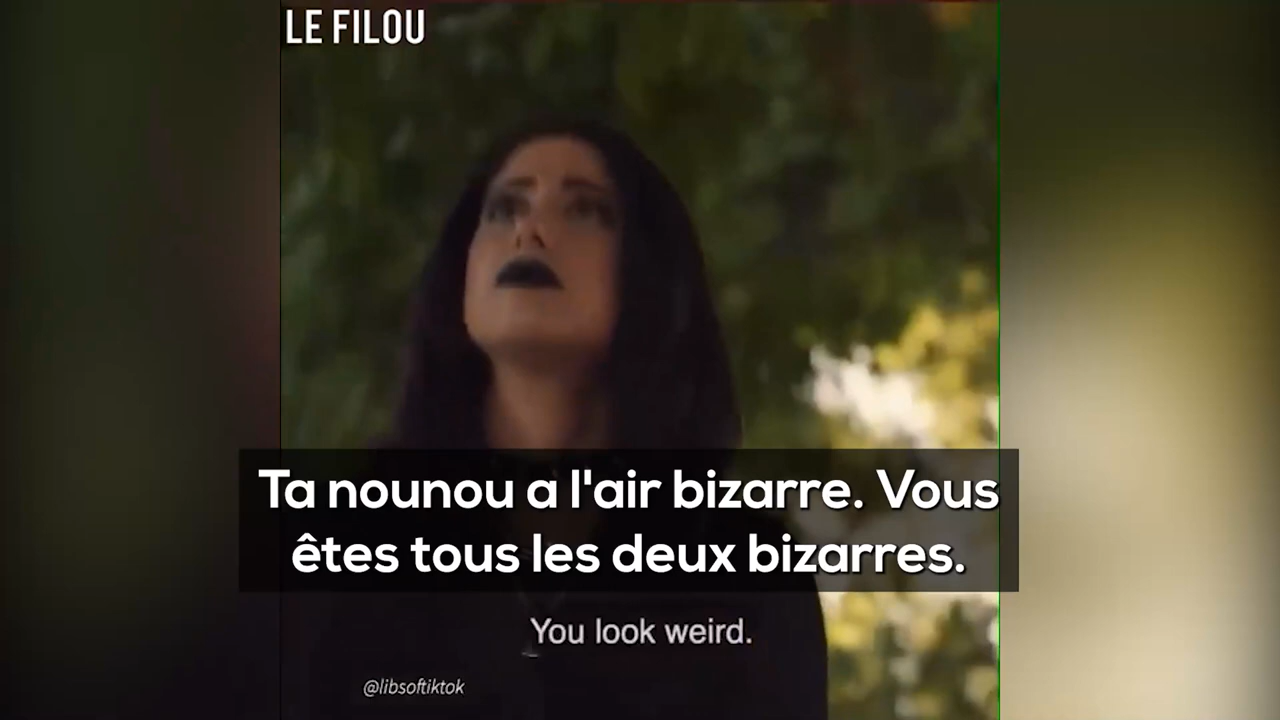 LE FILOU
Ta nounou a l'air bizarre. Vous
êtes tous les deux bizarres.
You look weird.
@libsoftiktok